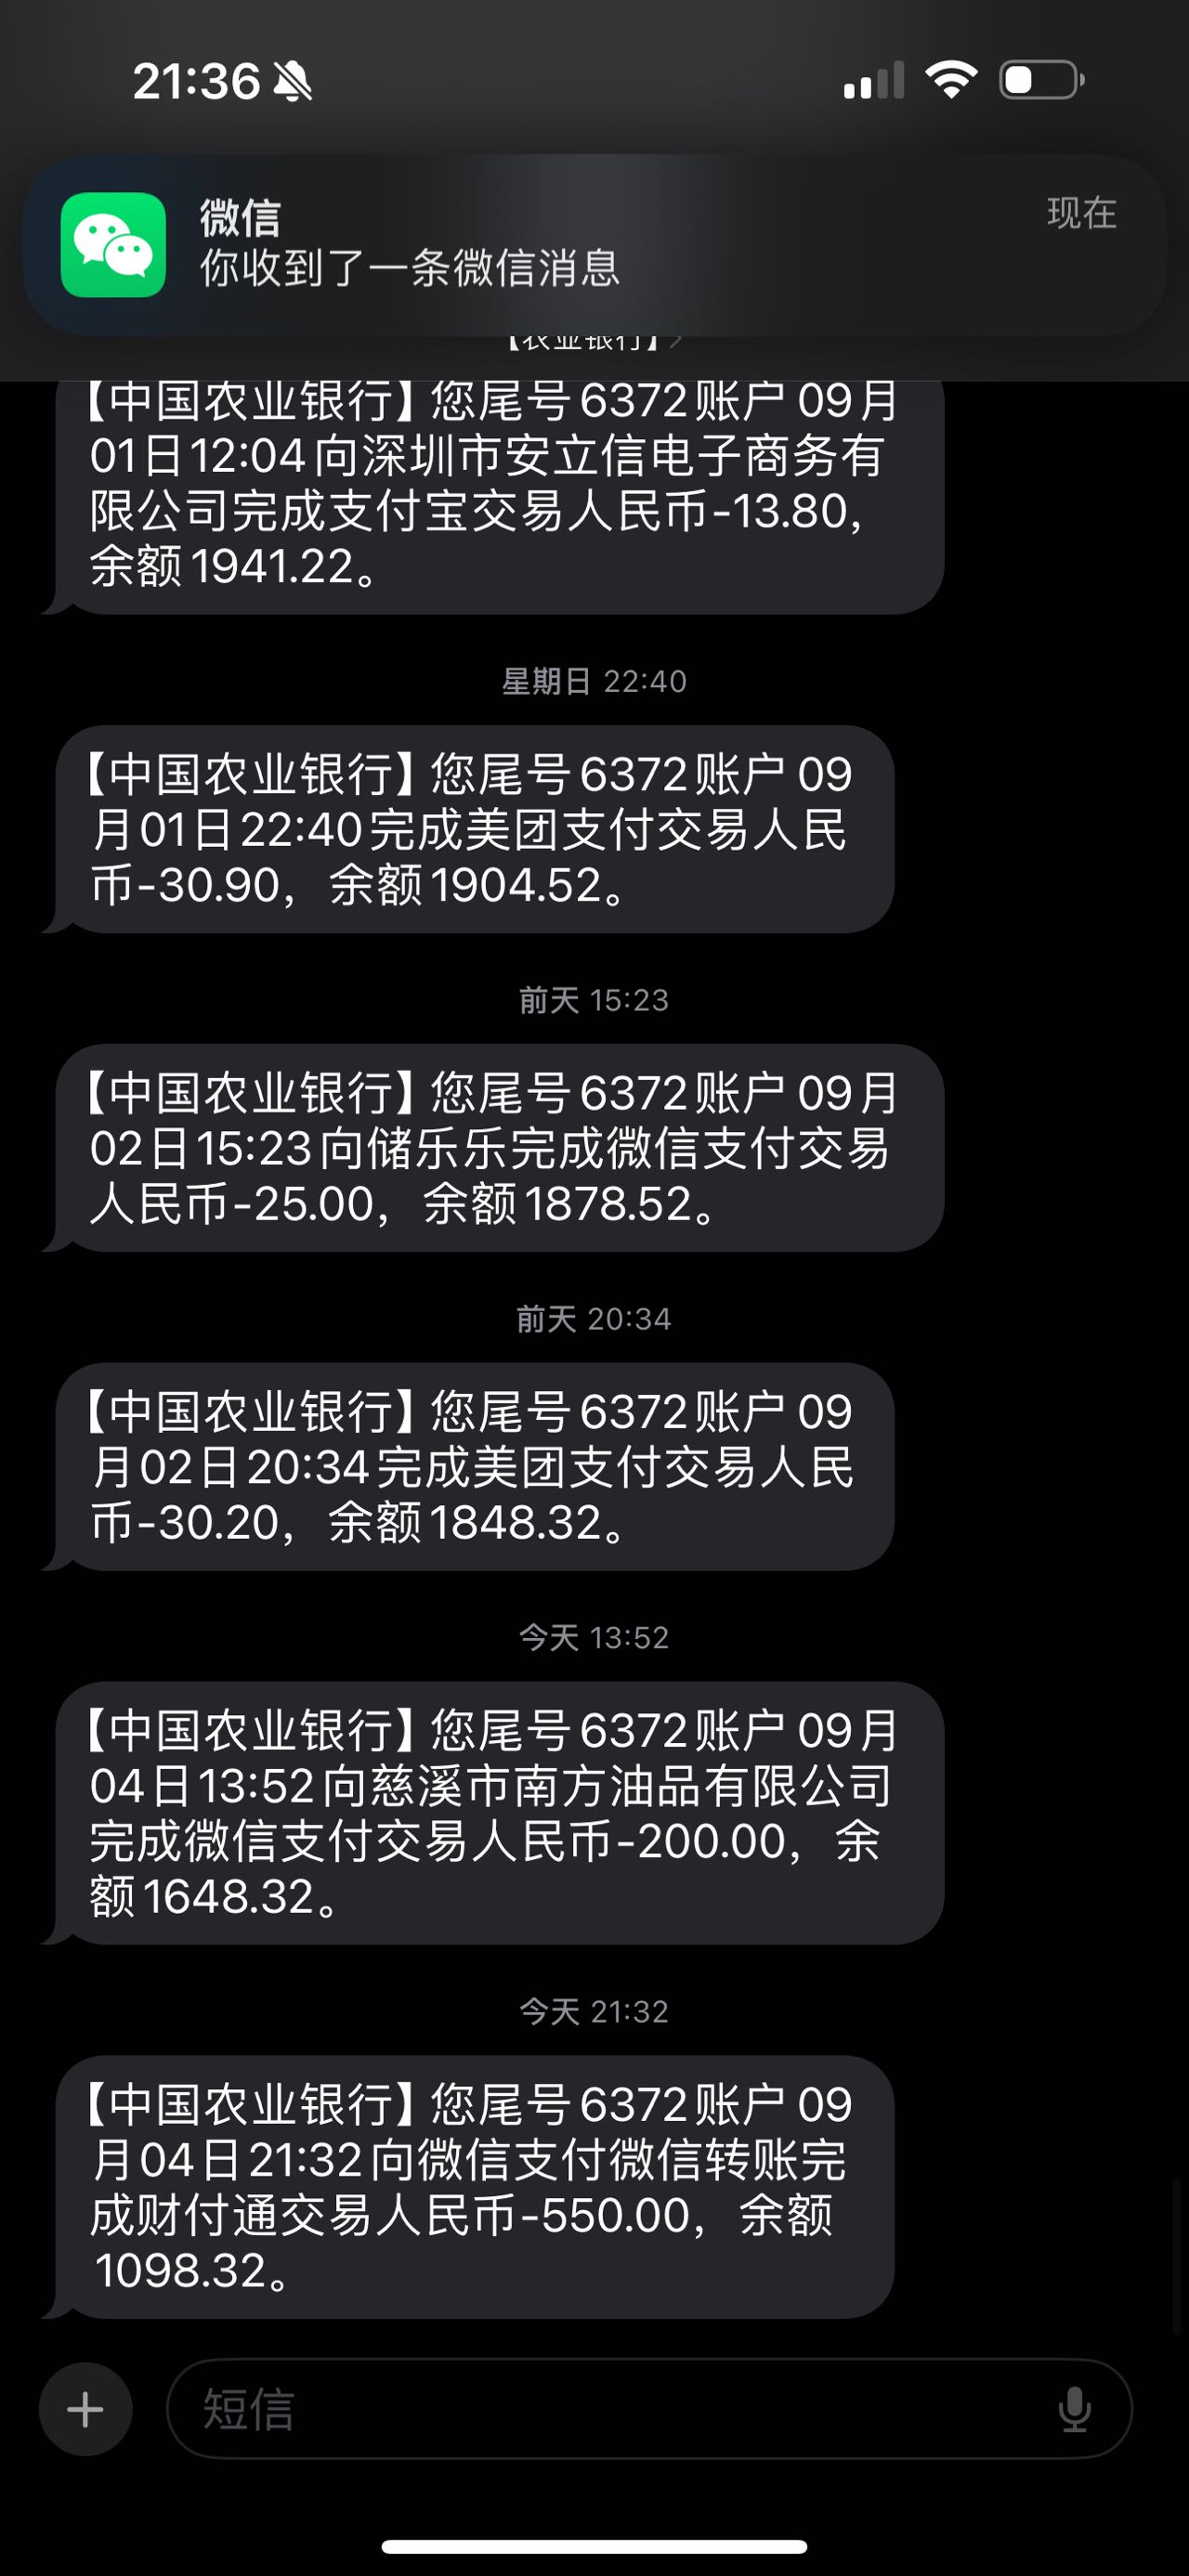 21:36
微信
现在
你收到了一条微信消息
【农业银行】
【中国农业银行】您尾号6372账户09月
01日12:04向深圳市安立信电子商务有
限公司完成支付宝交易人民币-13.80，
余额1941.22。
星期日 22:40
【中国农业银行】您尾号6372账户09
月01日22:40完成美团支付交易人民
币-30.90，余额1904.52。
前天 15:23
【中国农业银行】您尾号6372账户09月
02日15:23向储乐乐完成微信支付交易
人民币-25.00，余额1878.52。
前天 20:34
【中国农业银行】您尾号6372账户09
月02日20:34完成美团支付交易人民
币-30.20，余额1848.32。
今天 13:52
【中国农业银行】您尾号6372账户09月
04日13:52向慈溪市南方油品有限公司
完成微信支付交易人民币-200.00，余
额1648.32。
今天 21:32
【中国农业银行】您尾号6372账户09
月04日21:32向微信支付微信转账完
成财付通交易人民币-550.00，余额
1098.32。
短信